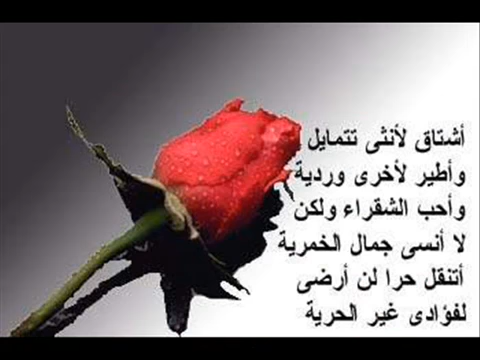 أشتاق لأنثى تتمايل
وأطير لأخرى وردية
وأحب الشقراء ولكن
لا أنسى جمال الخمرية
أتنقل حرا لن أرضى
لفؤادى غير الحرية